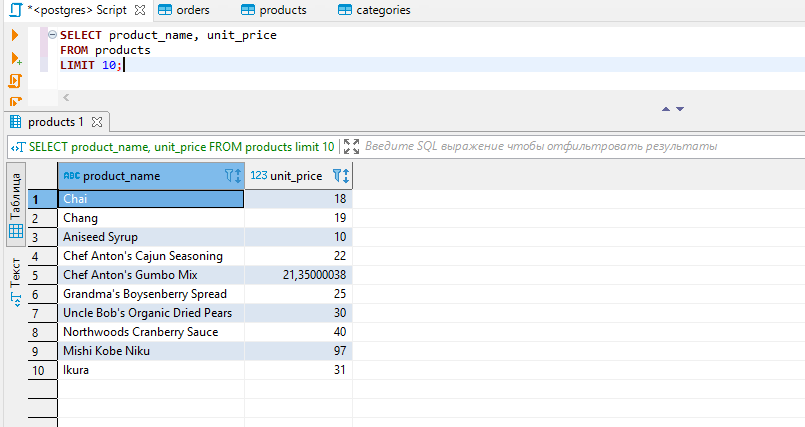 *<postgres> Script orders products categories
SELECT product_name, unit_price
FROM products
LIMIT 10;
products 1
SELECT product_name, unit_price FROM products limit 10 Введите SQL выражение чтобы отфильтровать результаты
Таблица
Текст
ABC product_name 123 unit_price
1 Chai 18
2 Chang 19
3 Aniseed Syrup 10
4 Chef Anton's Cajun Seasoning 22
5 Chef Anton's Gumbo Mix 21,35000038
6 Grandma's Boysenberry Spread 25
7 Uncle Bob's Organic Dried Pears 30
8 Northwoods Cranberry Sauce 40
9 Mishi Kobe Niku 97
10 Ikura 31